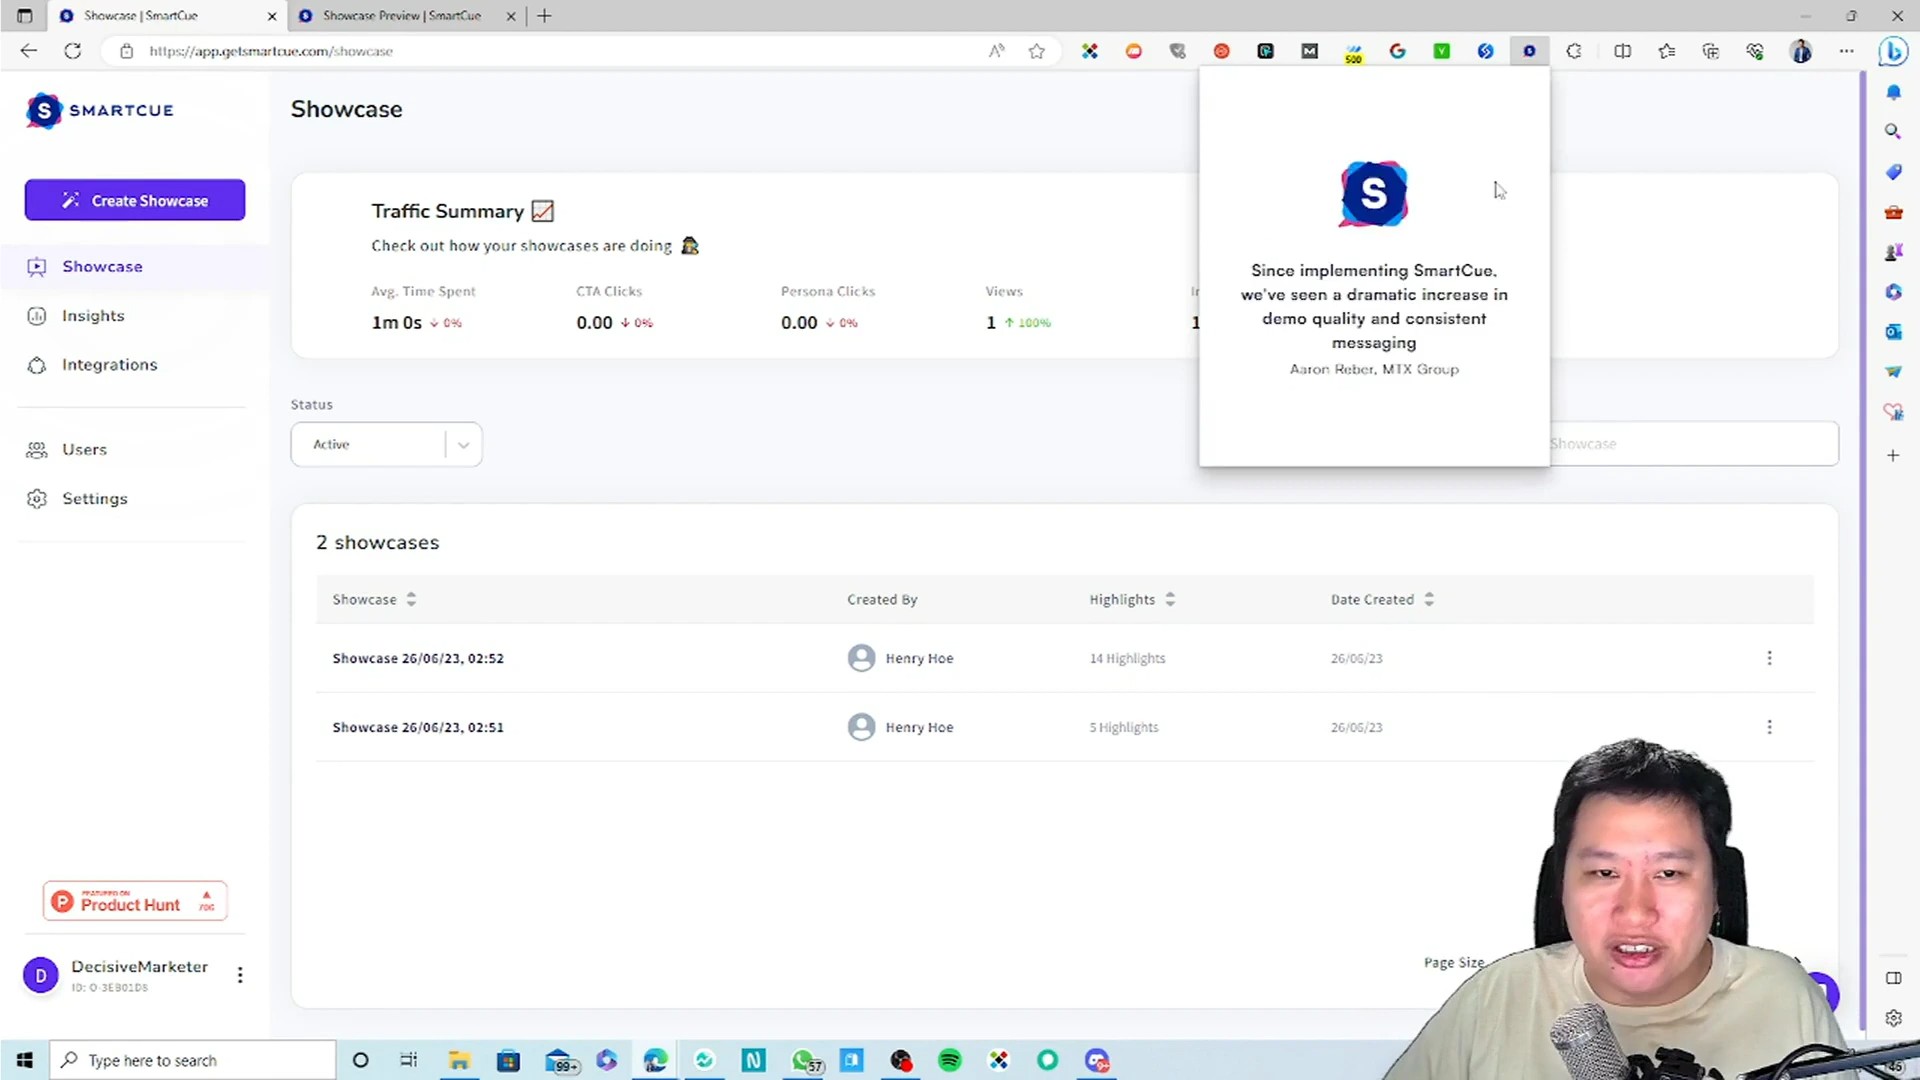 Showcase | SmartCue
Showcase Preview | SmartCue
https://app.getsmartcue.com/showcase
500
SMARTCUE
Create Showcase
Showcase
Insights
Integrations
Users
Settings
FEATURED ON
Product Hunt
DecisiveMarketer
D
Showcase
Traffic Summary
Check out how your showcases are doing
Avg. Time Spent
CTA Clicks
Persona Clicks
Views
1m 0s ↓ 0%
0.00 ↓ 0%
0.00 ↓ 0%
1 ↑ 100%
S
Since implementing SmartCue,
we've seen a dramatic increase in
demo quality and consistent
messaging
Aaron Reber, MTX Group
Status
Active
Showcase
2 showcases
Showcase
Created By
Highlights
Date Created
Showcase 26/06/23, 02:52
Henry Hoe
14 Highlights
26/06/23
Showcase 26/06/23, 02:51
Henry Hoe
5 Highlights
26/06/23
Page Size
Type here to search
99+
57